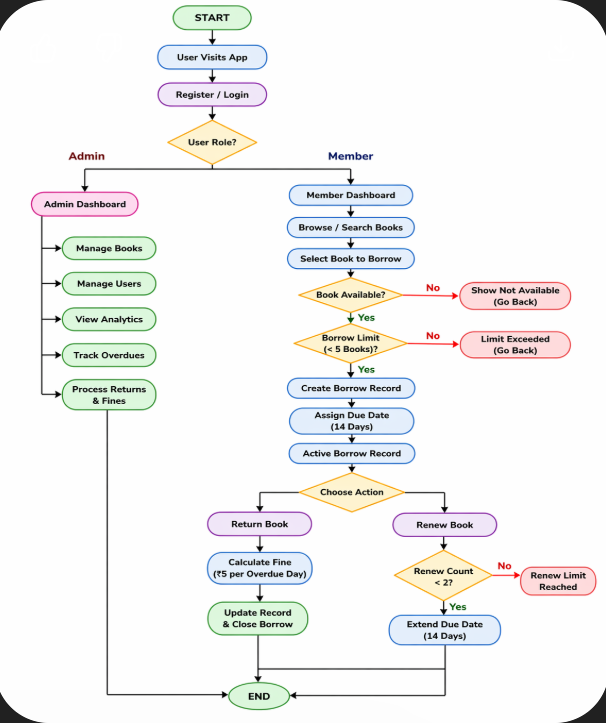 START
User Visits App
Register / Login
User Role?
Admin
Member
Admin Dashboard
Manage Books
Manage Users
View Analytics
Track Overdues
Process Returns
& Fines
Member Dashboard
Browse / Search Books
Select Book to Borrow
Book Available?
No
Show Not Available
(Go Back)
Yes
Borrow Limit
(< 5 Books)?
No
Limit Exceeded
(Go Back)
Yes
Create Borrow Record
Assign Due Date
(14 Days)
Active Borrow Record
Choose Action
Return Book
Calculate Fine
(₹5 per Overdue Day)
Update Record
& Close Borrow
Renew Book
Renew Count
< 2?
No
Renew Limit
Reached
Yes
Extend Due Date
(14 Days)
END